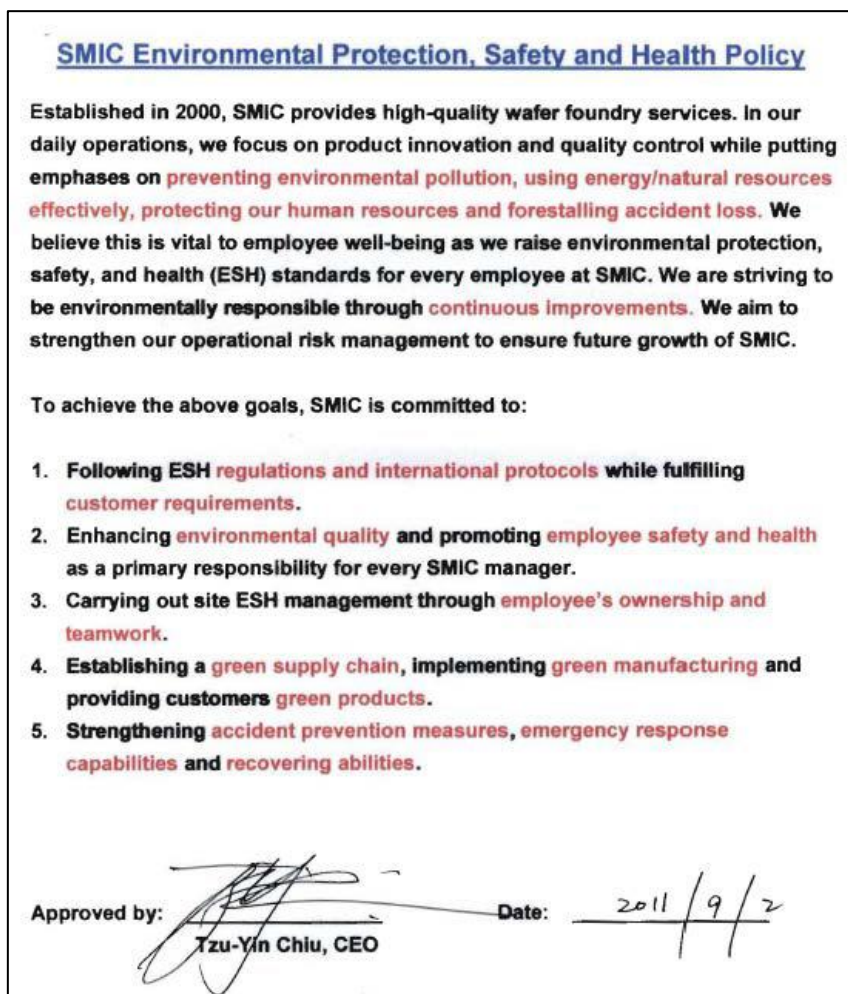 SMIC Environmental Protection, Safety and Health Policy
Established in 2000, SMIC provides high-quality wafer foundry services. In our
daily operations, we focus on product innovation and quality control while putting
emphases on preventing environmental pollution, using energy/natural resources
effectively, protecting our human resources and forestalling accident loss. We
believe this is vital to employee well-being as we raise environmental protection,
safety, and health (ESH) standards for every employee at SMIC. We are striving to
be environmentally responsible through continuous improvements. We aim to
strengthen our operational risk management to ensure future growth of SMIC.
To achieve the above goals, SMIC is committed to:
1. Following ESH regulations and international protocols while fulfilling
customer requirements.
2. Enhancing environmental quality and promoting employee safety and health
as a primary responsibility for every SMIC manager.
3. Carrying out site ESH management through employee's ownership and
teamwork.
4. Establishing a green supply chain, implementing green manufacturing and
providing customers green products.
5. Strengthening accident prevention measures, emergency response
capabilities and recovering abilities.
Approved by: Date: 2011/9/2
Tzu-Yin Chiu, CEO